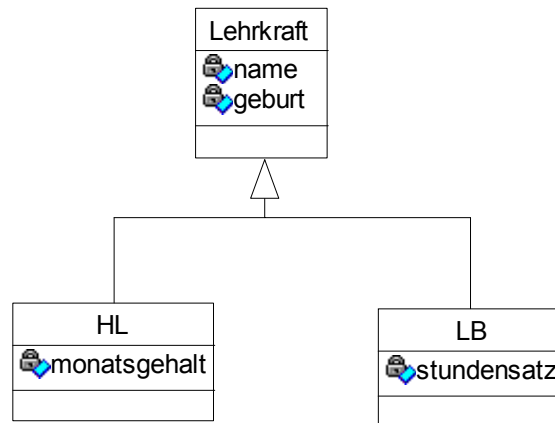 Lehrkraft
name
geburt
HL
monatsgehalt
LB
stundensatz